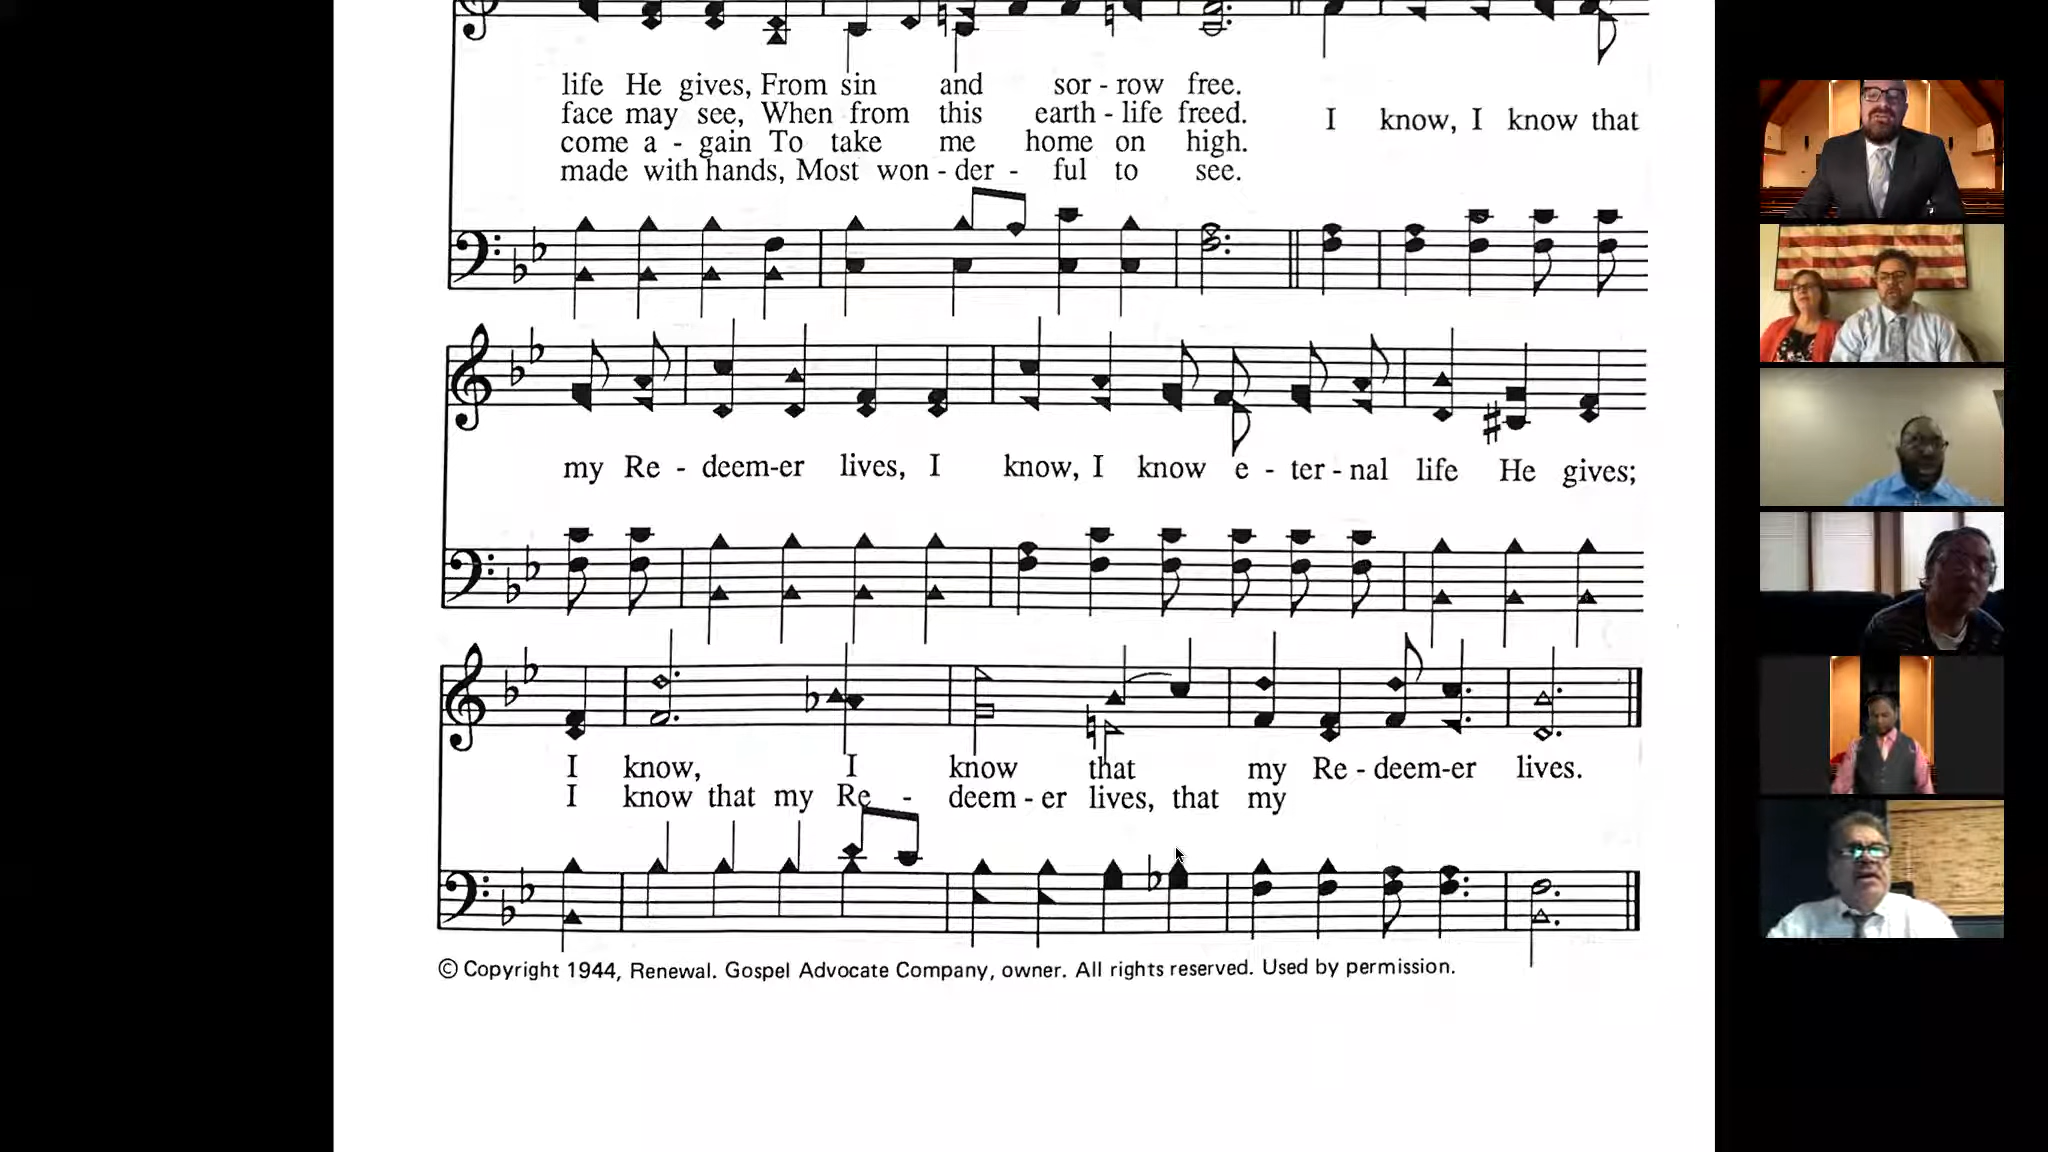 life He gives, From sin and sor - row free.
face may see, When from this earth - life freed. I know, I know that
come a - gain To take me home on high.
made with hands, Most won - der - ful to see.
my Re - deem-er lives, I know, I know e - ter - nal life He gives;
I know, I know that my Re - deem-er lives.
I know that my Re - deem - er lives, that my
© Copyright 1944, Renewal. Gospel Advocate Company, owner. All rights reserved. Used by permission.